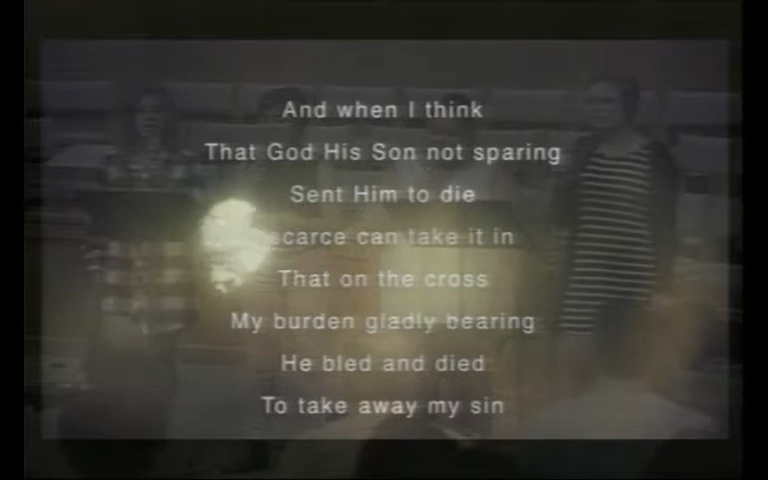 And when I think
That God His Son not sparing
Sent Him to die
scarce can take it in
That on the cross
My burden gladly bearing
He bled and died
To take away my sin